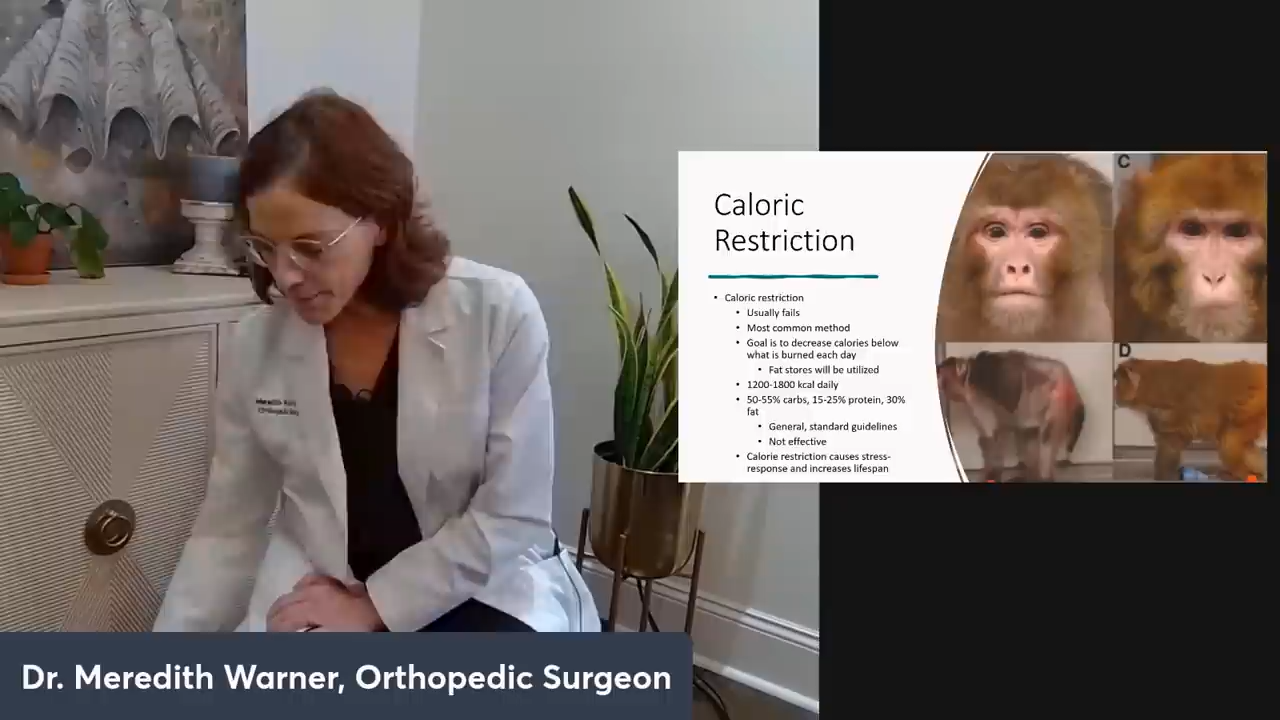 Caloric
Restriction
• Caloric restriction
• Usually fails
• Most common method
• Goal is to decrease calories below
what is burned each day
• Fat stores will be utilized
• 1200-1800 kcal daily
• 50-55% carbs, 15-25% protein, 30%
fat
• General, standard guidelines
• Not effective
• Calorie restriction causes stress-
response and increases lifespan
C
D
Dr. Meredith Warner, Orthopedic Surgeon